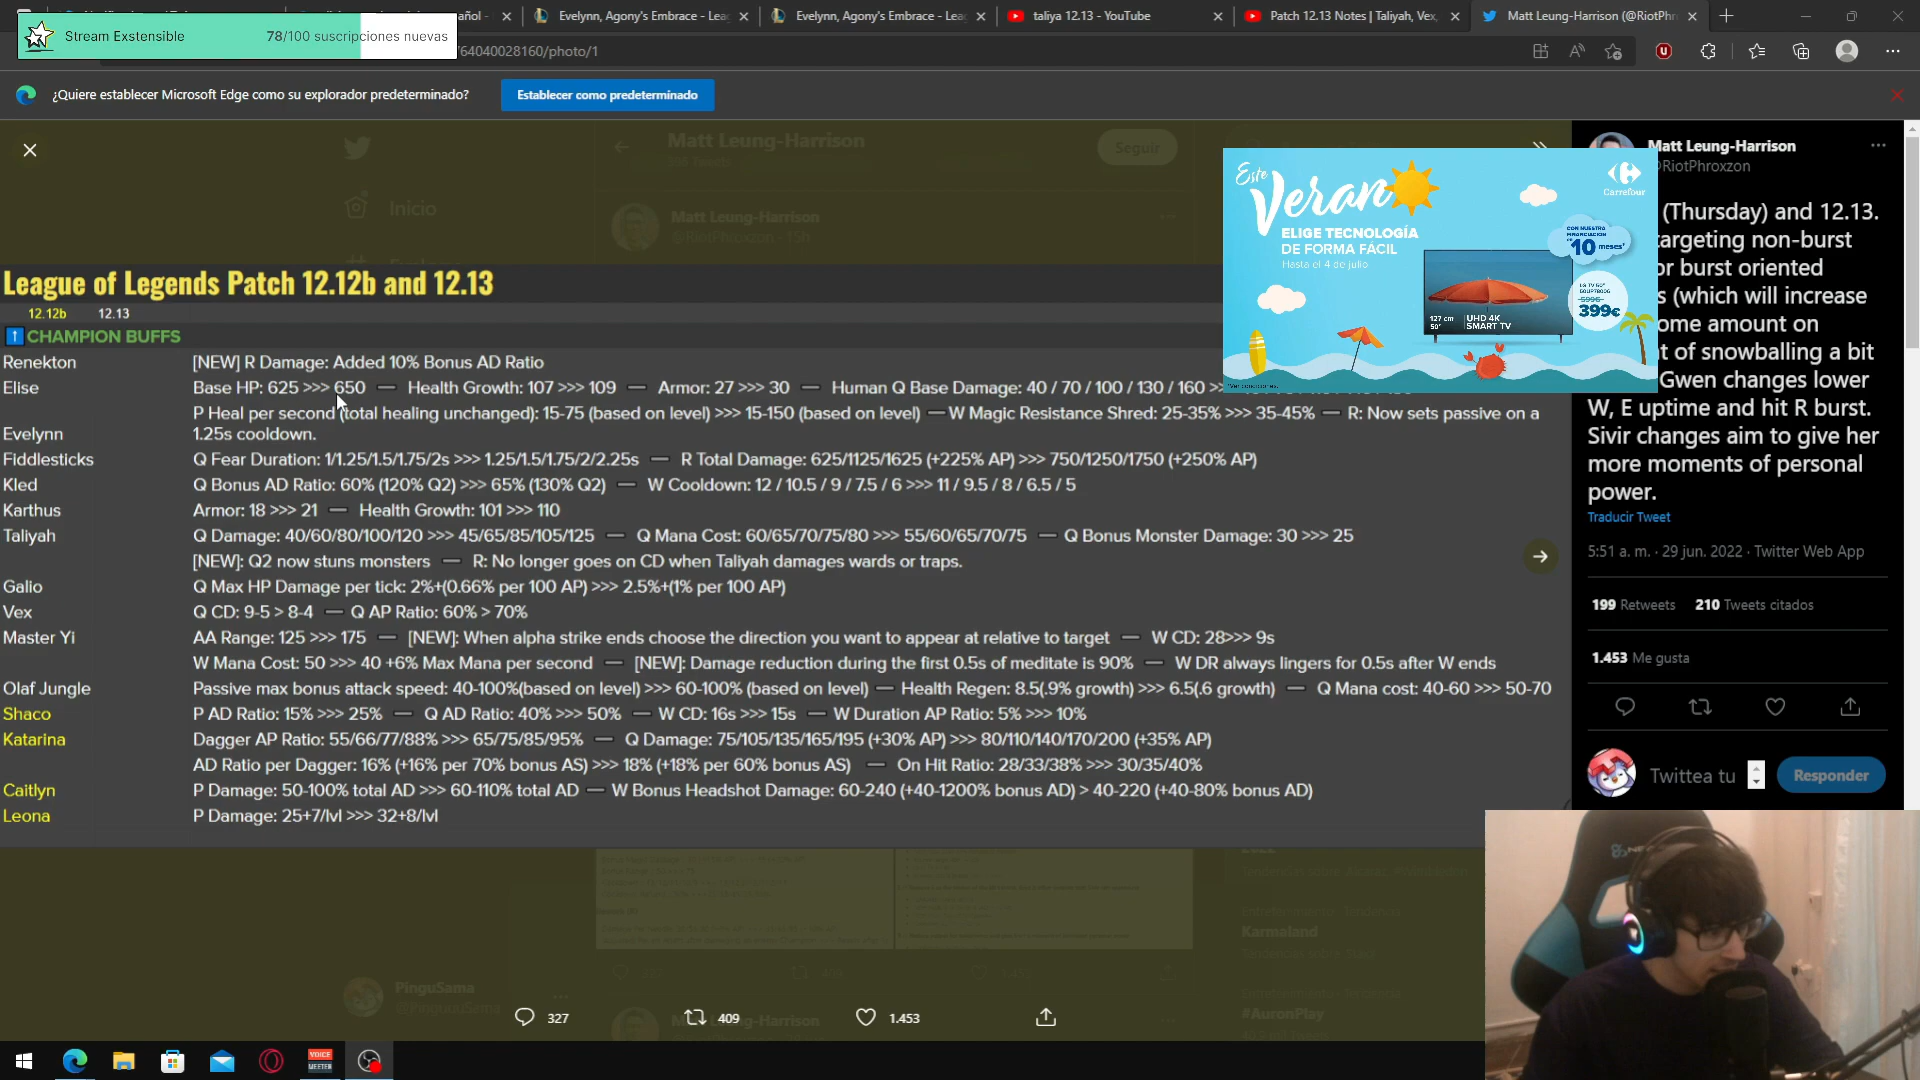 Stream Exstensible 78/100 suscripciones nuevas
añol -
Evelynn, Agony's Embrace - Lea
Evelynn, Agony's Embrace - Lea
taliya 12.13 - YouTube
Patch 12.13 Notes | Taliyah, Vex,
Matt Leung-Harrison (@RiotPhr
64040028160/photo/1
¿Quiere establecer Microsoft Edge como su explorador predeterminado?
Establecer como predeterminado
Matt Leung-Harrison
Seguir
Inicio
Matt Leung-Harrison
@RiotPhroxzon - 15h
League of Legends Patch 12.12b and 12.13
12.12b 12.13
CHAMPION BUFFS
Renekton [NEW] R Damage: Added 10% Bonus AD Ratio
Elise Base HP: 625 >>> 650 — Health Growth: 107 >>> 109 — Armor: 27 >>> 30 — Human Q Base Damage: 40 / 70 / 100 / 130 / 160 >>
P Heal per second (total healing unchanged): 15-75 (based on level) >>> 15-150 (based on level) — W Magic Resistance Shred: 25-35% >>> 35-45% — R: Now sets passive on a
Evelynn 1.25s cooldown.
Fiddlesticks Q Fear Duration: 1/1.25/1.5/1.75/2s >>> 1.25/1.5/1.75/2/2.25s — R Total Damage: 625/1125/1625 (+225% AP) >>> 750/1250/1750 (+250% AP)
Kled Q Bonus AD Ratio: 60% (120% Q2) >>> 65% (130% Q2) — W Cooldown: 12 / 10.5 / 9 / 7.5 / 6 >>> 11 / 9.5 / 8 / 6.5 / 5
Karthus Armor: 18 >>> 21 — Health Growth: 101 >>> 110
Taliyah Q Damage: 40/60/80/100/120 >>> 45/65/85/105/125 — Q Mana Cost: 60/65/70/75/80 >>> 55/60/65/70/75 — Q Bonus Monster Damage: 30 >>> 25
[NEW]: Q2 now stuns monsters — R: No longer goes on CD when Taliyah damages wards or traps.
Galio Q Max HP Damage per tick: 2%+(0.66% per 100 AP) >>> 2.5%+(1% per 100 AP)
Vex Q CD: 9-5 > 8-4 — Q AP Ratio: 60% > 70%
Master Yi AA Range: 125 >>> 175 — [NEW]: When alpha strike ends choose the direction you want to appear at relative to target — W CD: 28>>> 9s
W Mana Cost: 50 >>> 40 +6% Max Mana per second — [NEW]: Damage reduction during the first 0.5s of meditate is 90% — W DR always lingers for 0.5s after W ends
Olaf Jungle Passive max bonus attack speed: 40-100%(based on level) >>> 60-100% (based on level) — Health Regen: 8.5(.9% growth) >>> 6.5(.6 growth) — Q Mana cost: 40-60 >>> 50-70
Shaco P AD Ratio: 15% >>> 25% — Q AD Ratio: 40% >>> 50% — W CD: 16s >>> 15s — W Duration AP Ratio: 5% >>> 10%
Katarina Dagger AP Ratio: 55/66/77/88% >>> 65/75/85/95% — Q Damage: 75/105/135/165/195 (+30% AP) >>> 80/110/140/170/200 (+35% AP)
AD Ratio per Dagger: 16% (+16% per 70% bonus AS) >>> 18% (+18% per 60% bonus AS) — On Hit Ratio: 28/33/38% >>> 30/35/40%
Caitlyn P Damage: 50-100% total AD >>> 60-110% total AD — W Bonus Headshot Damage: 60-240 (+40-1200% bonus AD) > 40-220 (+40-80% bonus AD)
Leona P Damage: 25+7/lvl >>> 32+8/lvl
Este
Verano
ELIGE TECNOLOGÍA
DE FORMA FÁCIL
Hasta el 4 de julio
Carrefour
CON NUESTRA
FINANCIACIÓN
10 meses*
399€
127 cm
50"
UHD 4K
SMART TV
*Ver condiciones.
Matt Leung-Harrison
@RiotPhroxzon
(Thursday) and 12.13.
targeting non-burst
or burst oriented
s (which will increase
ome amount on
t of snowballing a bit
Gwen changes lower
W, E uptime and hit R burst.
Sivir changes aim to give her
more moments of personal
power.
Traducir Tweet
5:51 a. m. · 29 jun. 2022 · Twitter Web App
199 Retweets 210 Tweets citados
1.453 Me gusta
Twittea tu
Responder
Karmaland
#AuronPlay
PinguSama
327 409 1.453
VOICE
MEETER